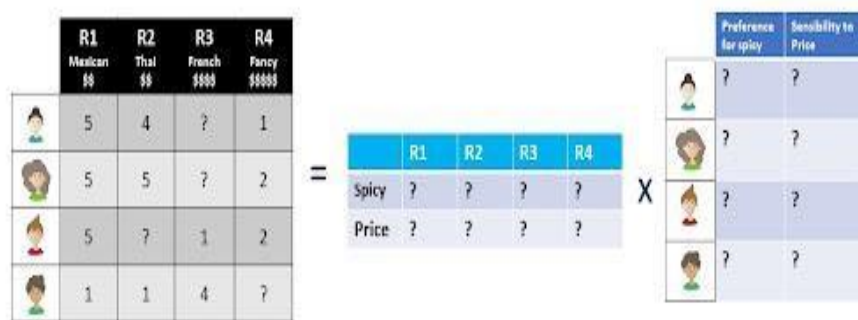 R1 R2 R3 R4
Mexican Thai French Fancy
$$ $$ $$$$ $$$$$
5 4 ? 1
5 5 ? 2
5 ? 1 2
1 1 4 ?
=
R1 R2 R3 R4
Spicy ? ? ? ?
Price ? ? ? ?
X
Preference for spicy
Sensibility to Price
? ?
? ?
? ?
? ?